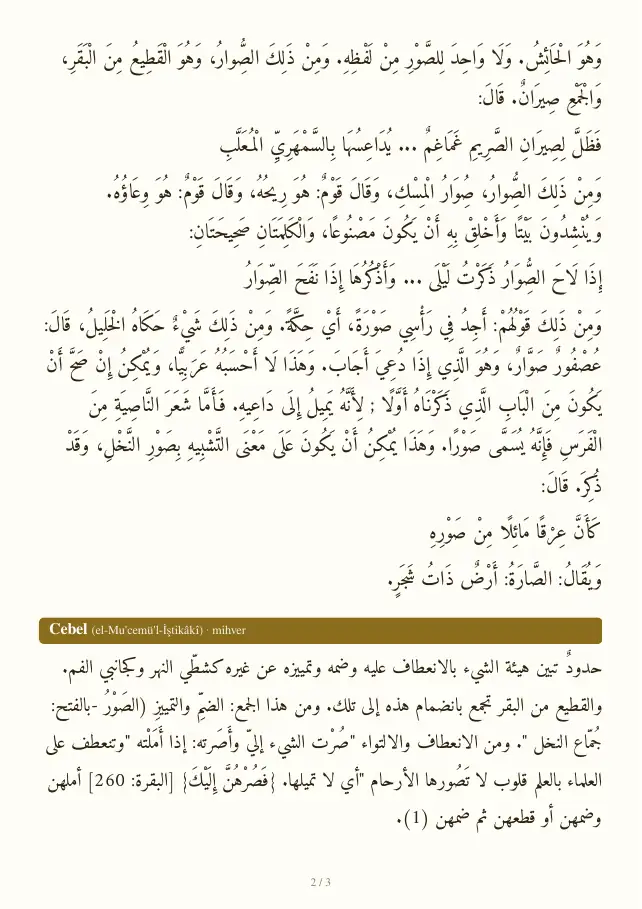 وَهُوَ الْحَائِشُ. وَلَا وَاحِدَ لِلصَّوْرِ مِنْ لَفْظِهِ. وَمِنْ ذَلِكَ الصُِّوارُ، وَهُوَ الْقَطِيعُ مِنَ الْبَقَرِ،
وَالْجَمْعِ صِيرَانٌ. قَالَ:
فَظَلَّ لِصِيرَانِ الصَّرِيمِ غَمَاغِمٌ ... يُدَاعِسُهَا بِالسَّمْهَرِيِّ الْمُعَلَّبِ
وَمِنْ ذَلِكَ الصُِّوارُ، صُِوَارُ الْمِسْكِ، وَقَالَ قَوْمٌ: هُوَ رِيحُهُ، وَقَالَ قَوْمٌ: هُوَ وِعَاؤُهُ.
وَيُنْشِدُونَ بَيْتًا وَأَخْلِقْ بِهِ أَنْ يَكُونَ مَصْنُوعًا، وَالْكَلِمَتَانِ صَحِيحَتَانِ:
إِذَا لَاحَ الصُِّوَارُ ذَكَرْتُ لَيْلَى ... وَأَذْكُرُهَا إِذَا نَفَحَ الصِّوَارُ
وَمِنْ ذَلِكَ قَوْلُهُمْ: أَجِدُ فِي رَأْسِي صَوْرَةً، أَيْ حَكَّةً. وَمِنْ ذَلِكَ شَيْءٌ حَكَاهُ الْخَلِيلُ، قَالَ:
عُصْفُورٌ صَوَّارٌ، وَهُوَ الَّذِي إِذَا دُعِيَ أَجَابَ. وَهَذَا لَا أَحْسَبُهُ عَرَبِيًّا، وَيُمْكِنُ إِنْ صَحَّ أَنْ
يَكُونَ مِنَ الْبَابِ الَّذِي ذَكَرْنَاهُ أَوَّلًا ; لِأَنَّهُ يَمِيلُ إِلَى دَاعِيهِ. فَأَمَّا شَعَرَ النَّاصِيَةِ مِنَ
الْفَرَسِ فَإِنَّهُ يُسَمَّى صَوْرًا. وَهَذَا يُمْكِنُ أَنْ يَكُونَ عَلَى مَعْنَى التَّشْبِيهِ بِصَوْرِ النَّخْلِ، وَقَدْ
ذُكِرَ. قَالَ:
كَأَنَّ عِرْقًا مَائِلًا مِنْ صَوْرِهِ
وَيُقَالُ: الصَّارَةُ: أَرْضٌ ذَاتُ شَجَرٍ.
Cebel (el-Mu'cemü'l-İştikâkî) · mihver
حدودٌ تبين هيئة الشيء بالانعطاف عليه وضمه وتمييزه عن غيره كشطّي النهر وكجانبي الفم.
والقطيع من البقر تجمع بانضمام هذه إلى تلك. ومن هذا الجمع: الضمِّ والتمييز (الصَوْرُ -بالفتح:
جُمّاع النخل ". ومن الانعطاف والالتواء "صُرْت الشيء إليّ وأَصَرته: إذا أَمَلْته "وتنعطف على
العلماء بالعلم قلوب لا تَصُورها الأرحام "أي لا تميلها. {فَصُرْهُنَّ إِلَيْكَ} [البقرة: 260] أملهن
وضمهن أو قطعهن ثم ضمهن (1).
2 / 3